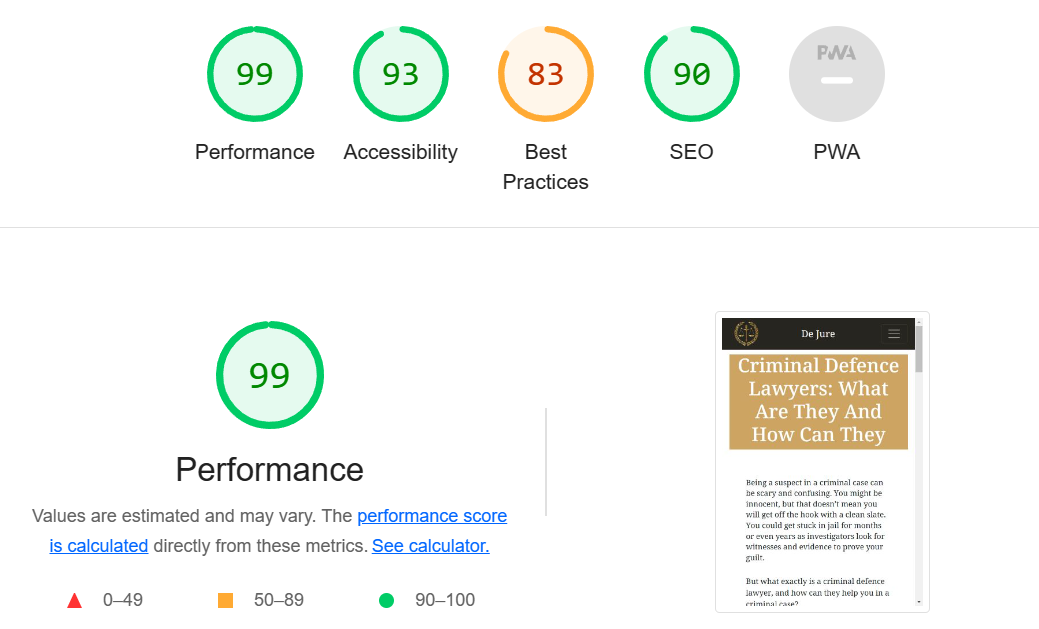 99
93
83
90
PWA
Performance
Accessibility
Best
Practices
SEO
PWA
99
Performance
Values are estimated and may vary. The performance score
is calculated directly from these metrics. See calculator.
0–49
50–89
90–100
De Jure
Criminal Defence
Lawyers: What
Are They And
How Can They
Being a suspect in a criminal case can
be scary and confusing. You might be
innocent, but that doesn't mean you
will get off the hook with a clean slate.
You could get stuck in jail for months
or even years as investigators look for
witnesses and evidence to prove your
guilt.
But what exactly is a criminal defence
lawyer, and how can they help you in a
criminal case?